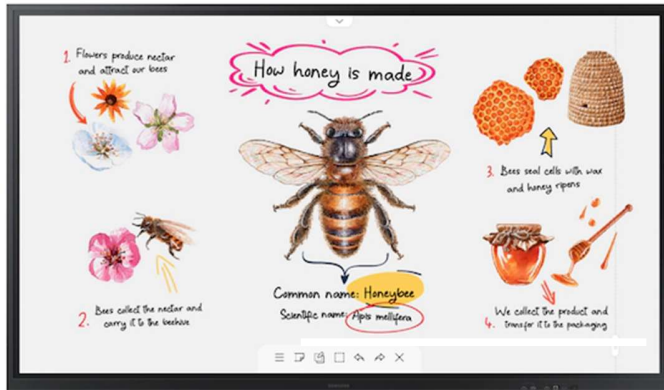 How honey is made
1. Flowers produce nectar
and attract our bees
2. Bees collect the nectar and
carry it to the beehive
Common name: Honeybee
Scientific name: Apis mellifera
3. Bees seal cells with wax
and honey ripens
We collect the product and
4. transfer it to the packaging